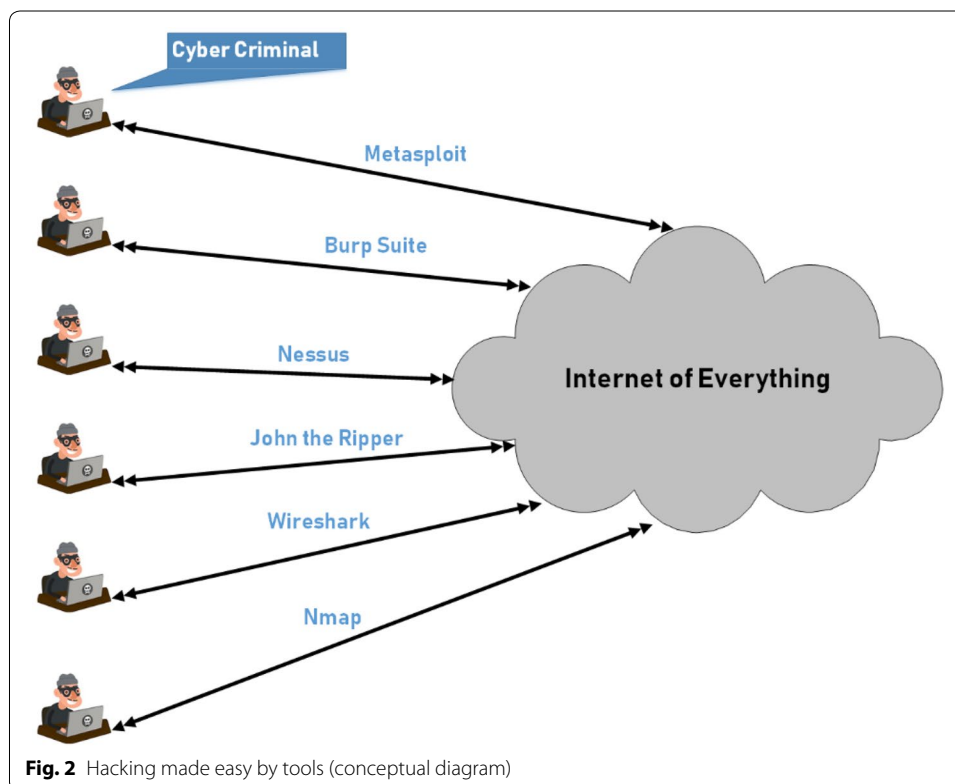 Cyber Criminal
Metasploit
Burp Suite
Nessus
Internet of Everything
John the Ripper
Wireshark
Nmap
Fig. 2 Hacking made easy by tools (conceptual diagram)